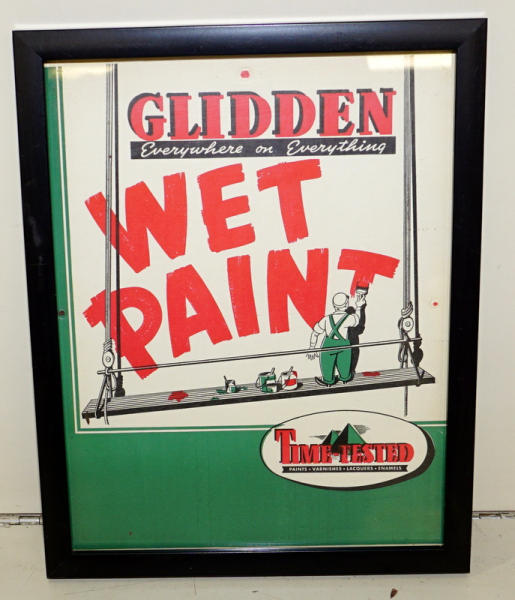 GLIDDEN
Everywhere on Everything
WET
PAINT
TIME-TESTED
PAINTS • VARNISHES • LACQUERS • ENAMELS